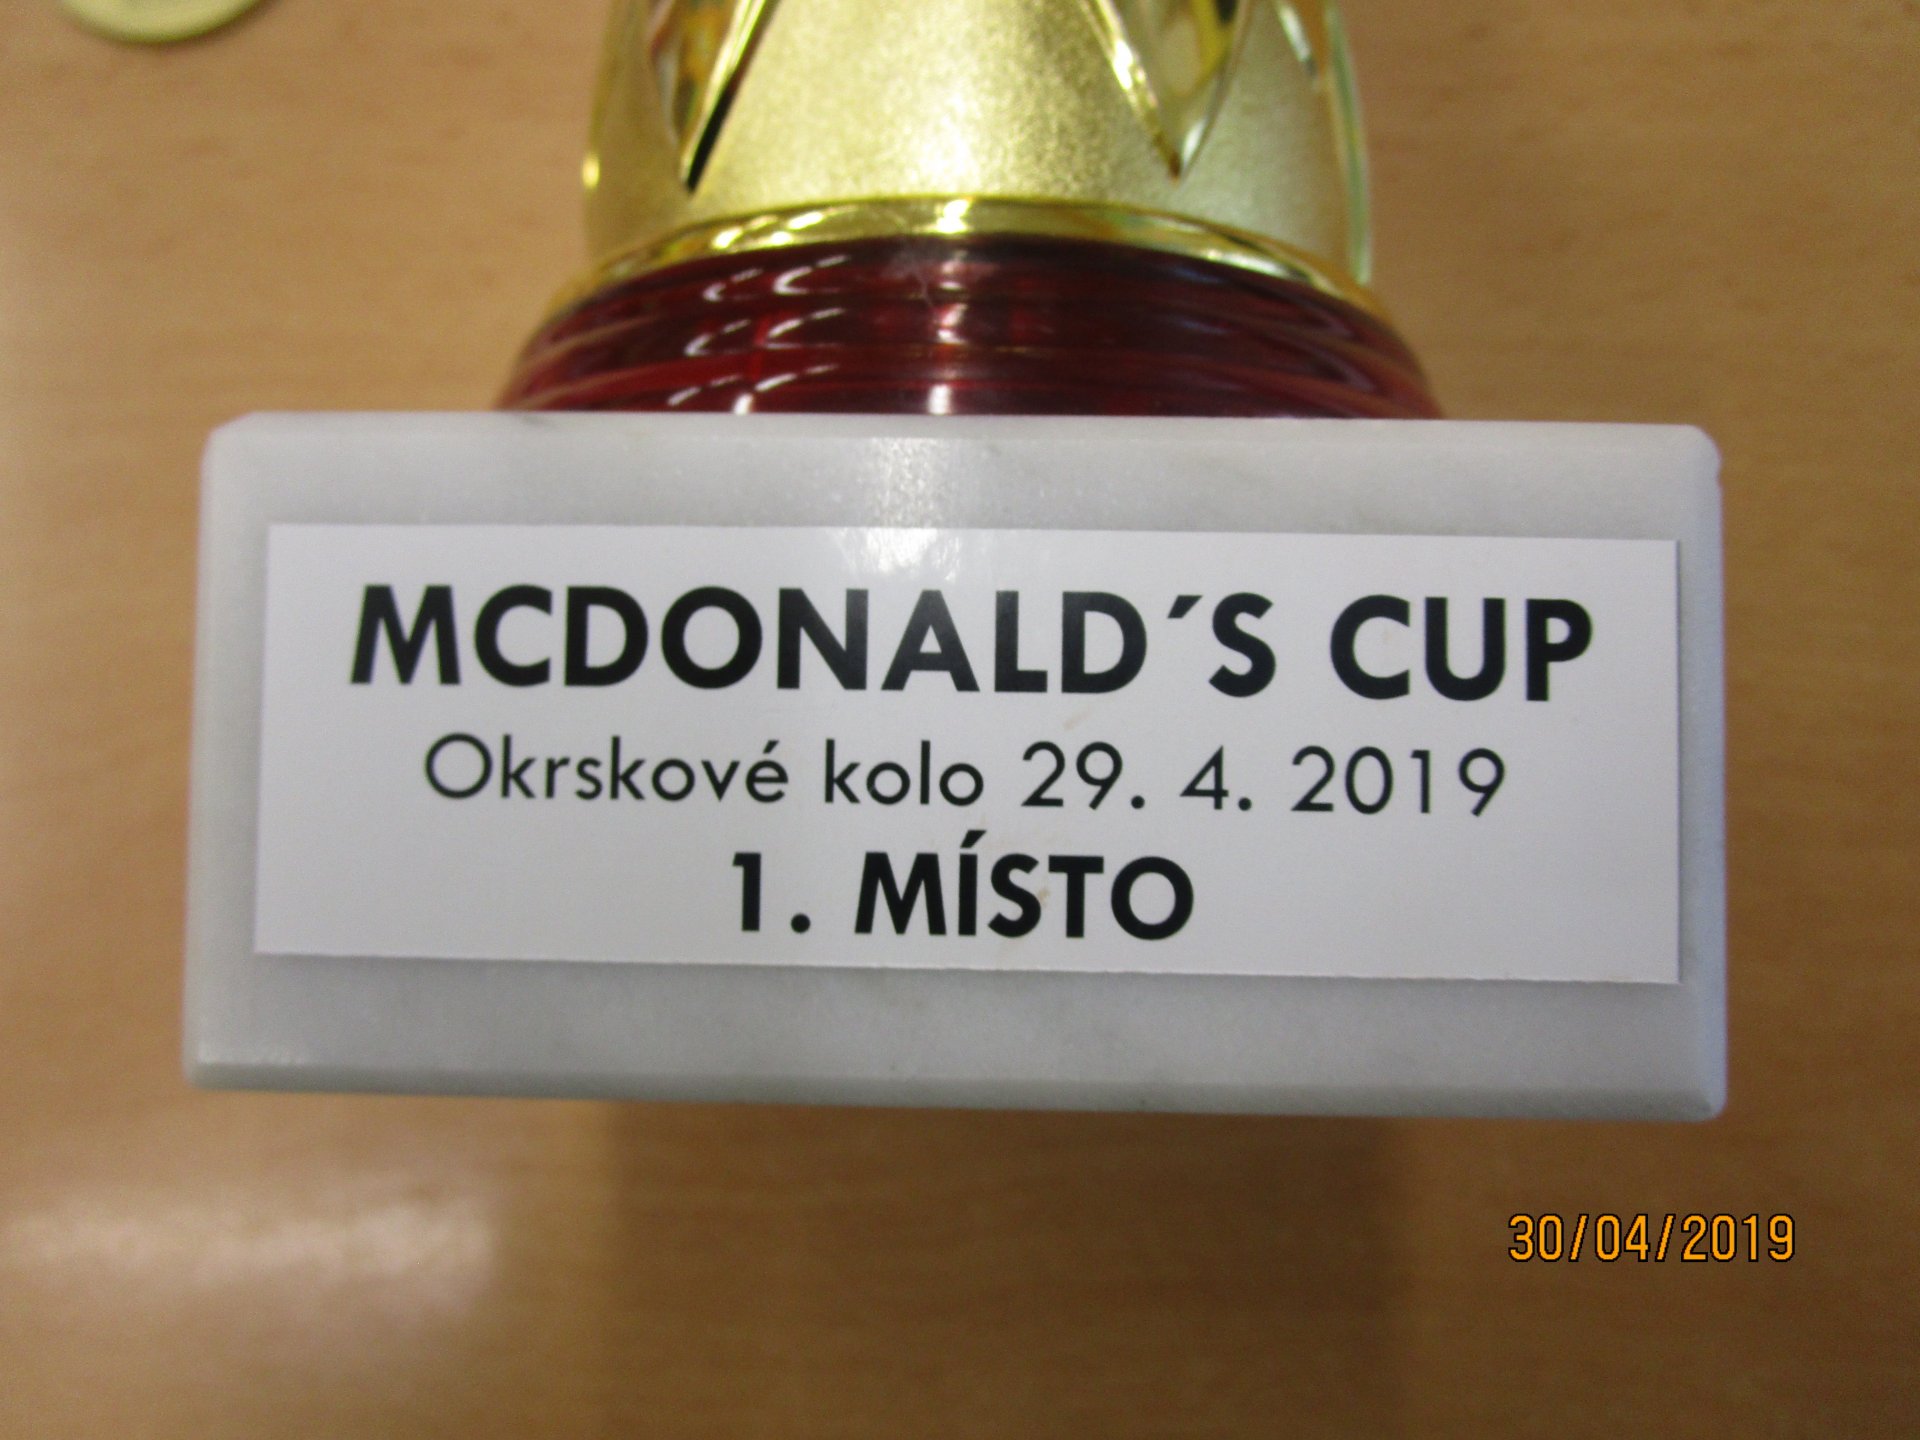 MCDONALD´S CUP
Okrskové kolo 29. 4. 2019
1. MÍSTO
30/04/2019